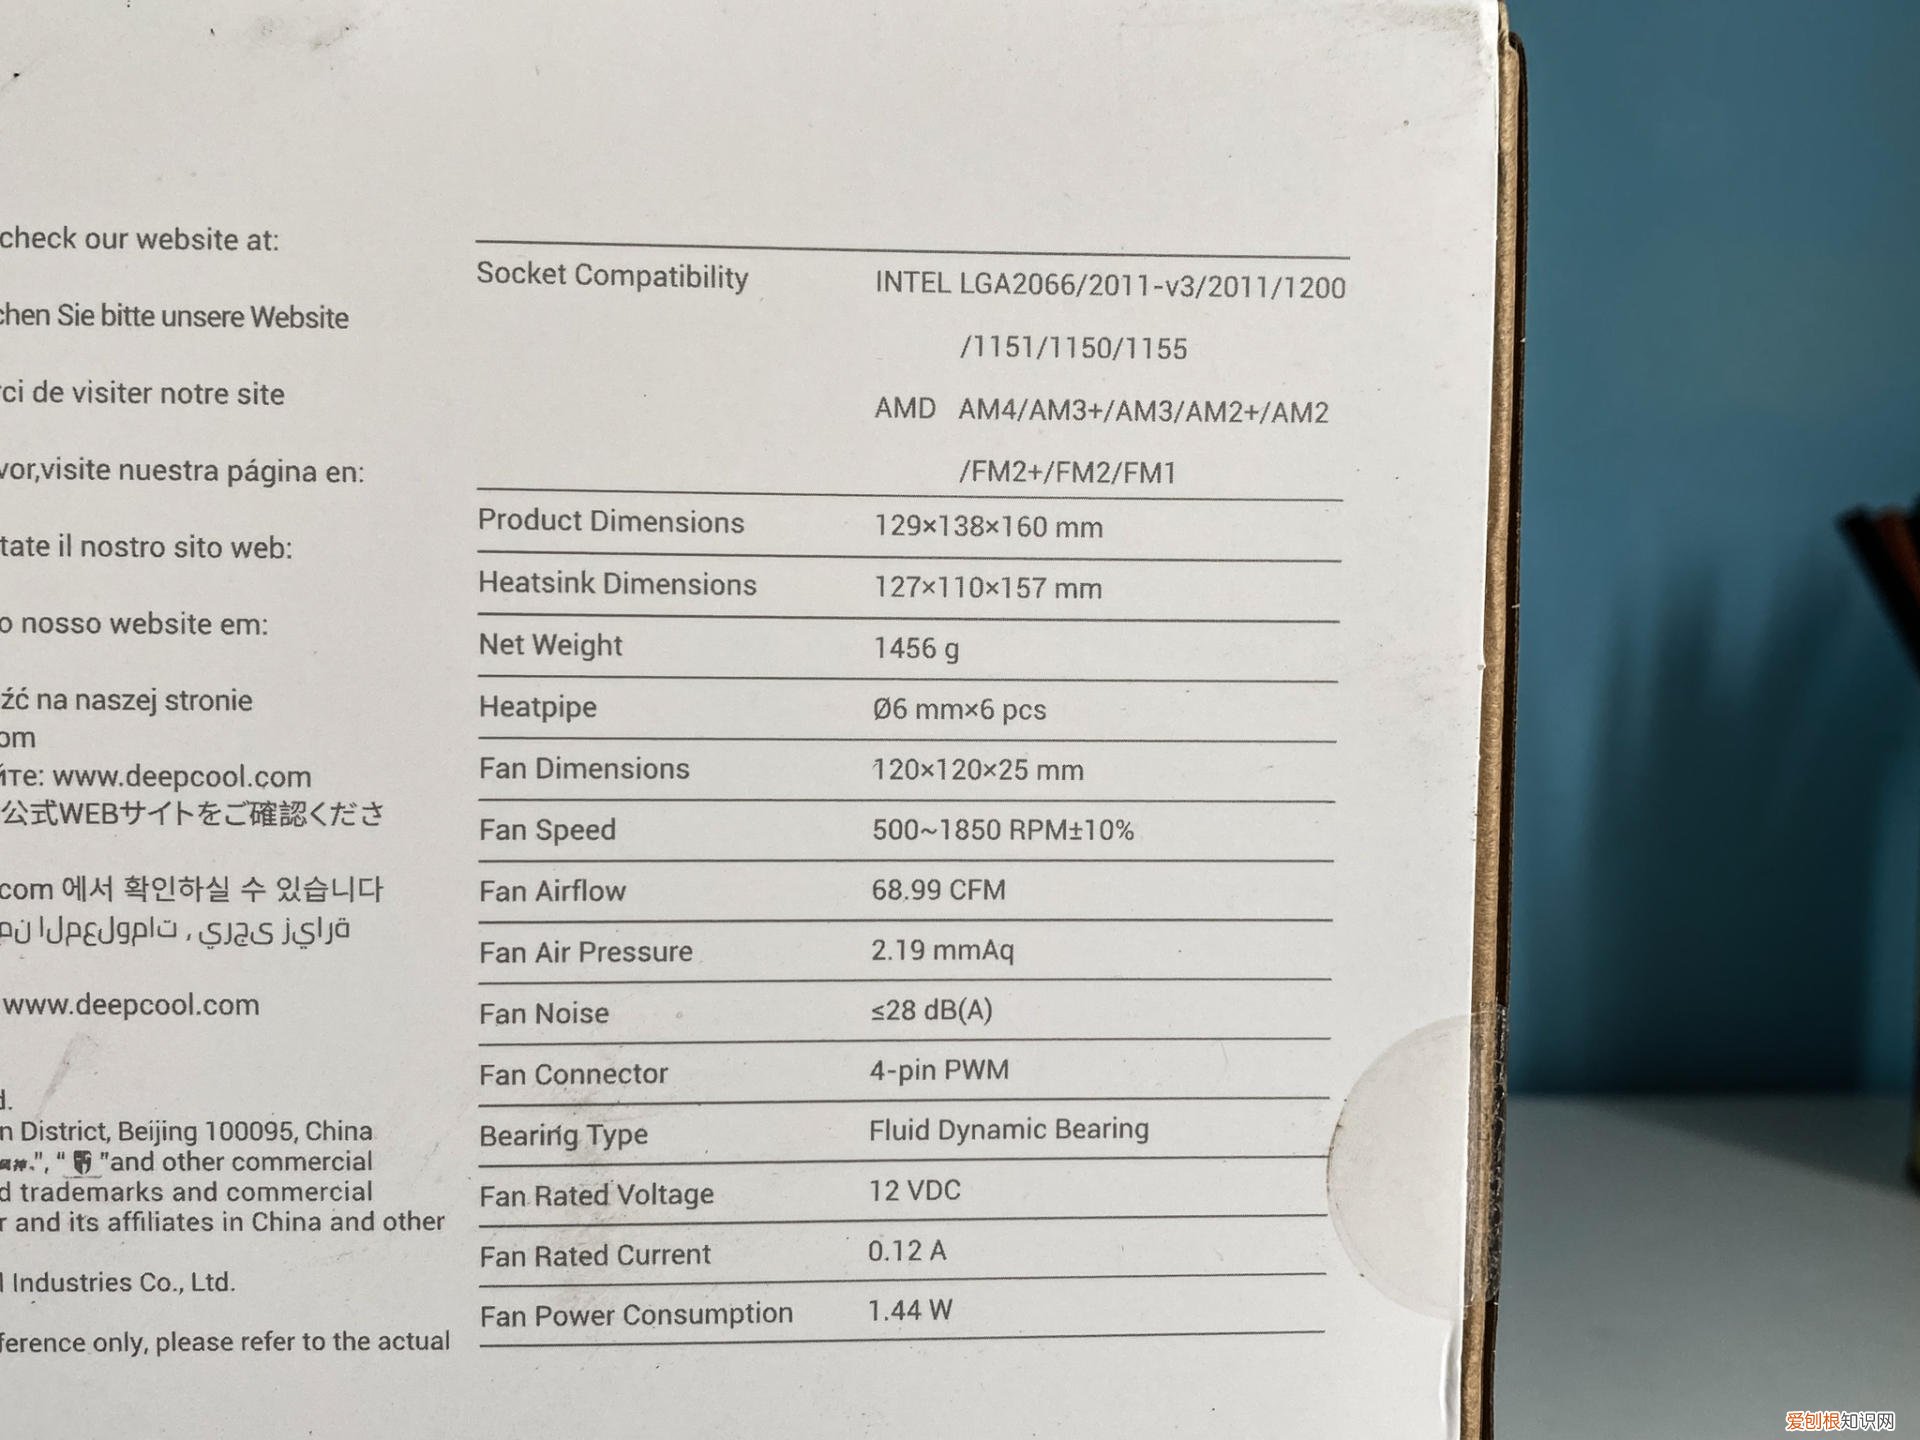 check our website at:
chen Sie bitte unsere Website
rci de visiter notre site
vor,visite nuestra página en:
tate il nostro sito web:
o nosso website em:
źć na naszej stronie
om
йте: www.deepcool.com
公式WEBサイトをご確認くださ
.com 에서 확인하실 수 있습니다
ةرايز ىجري ، تامولعملا نم
www.deepcool.com
d.
n District, Beijing 100095, China
.", " "and other commercial
d trademarks and commercial
r and its affiliates in China and other
l Industries Co., Ltd.
ference only, please refer to the actual
Socket Compatibility INTEL LGA2066/2011-v3/2011/1200
/1151/1150/1155
AMD AM4/AM3+/AM3/AM2+/AM2
/FM2+/FM2/FM1
Product Dimensions 129×138×160 mm
Heatsink Dimensions 127×110×157 mm
Net Weight 1456 g
Heatpipe Ø6 mm×6 pcs
Fan Dimensions 120×120×25 mm
Fan Speed 500~1850 RPM±10%
Fan Airflow 68.99 CFM
Fan Air Pressure 2.19 mmAq
Fan Noise ≤28 dB(A)
Fan Connector 4-pin PWM
Bearing Type Fluid Dynamic Bearing
Fan Rated Voltage 12 VDC
Fan Rated Current 0.12 A
Fan Power Consumption 1.44 W
爱刨根知识网